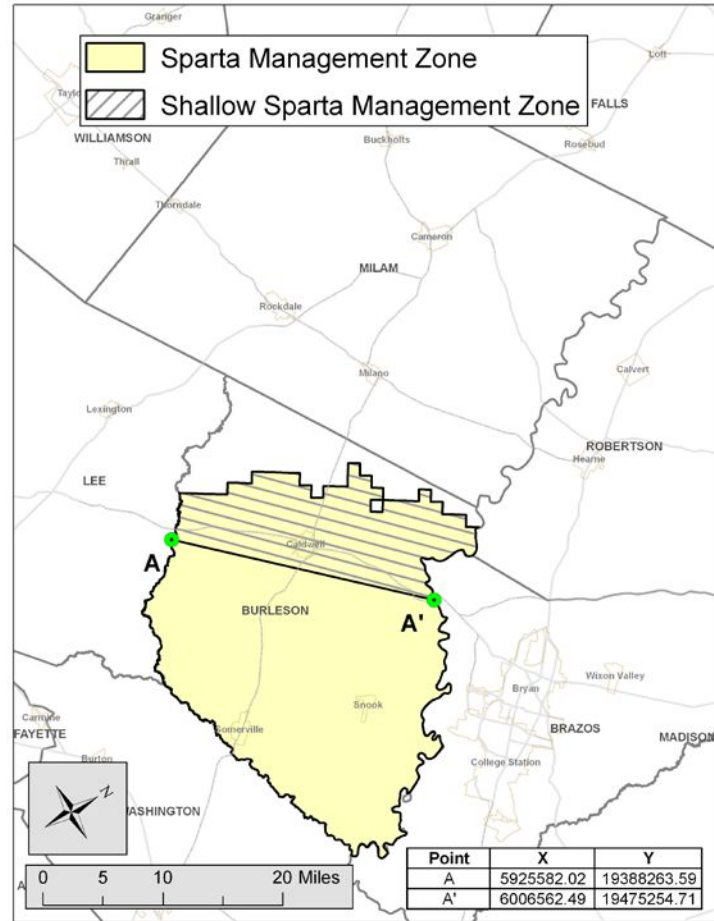 Granger
Lott
Sparta Management Zone
Shallow Sparta Management Zone
FALLS
WILLIAMSON
Buckholts
Rosebud
Thrall
Thorndale
Cameron
MILAM
Rockdale
Milano
Calvert
Lexington
ROBERTSON
Hearne
LEE
Caldwell
A
BURLESON
A'
Wixon Valley
Bryan
Snook
Carmine
FAYETTE
Somerville
BRAZOS
MADISON
Burton
College Station
N
0 5 10 20 Miles
Point X Y
A 5925582.02 19388263.59
A' 6006562.49 19475254.71